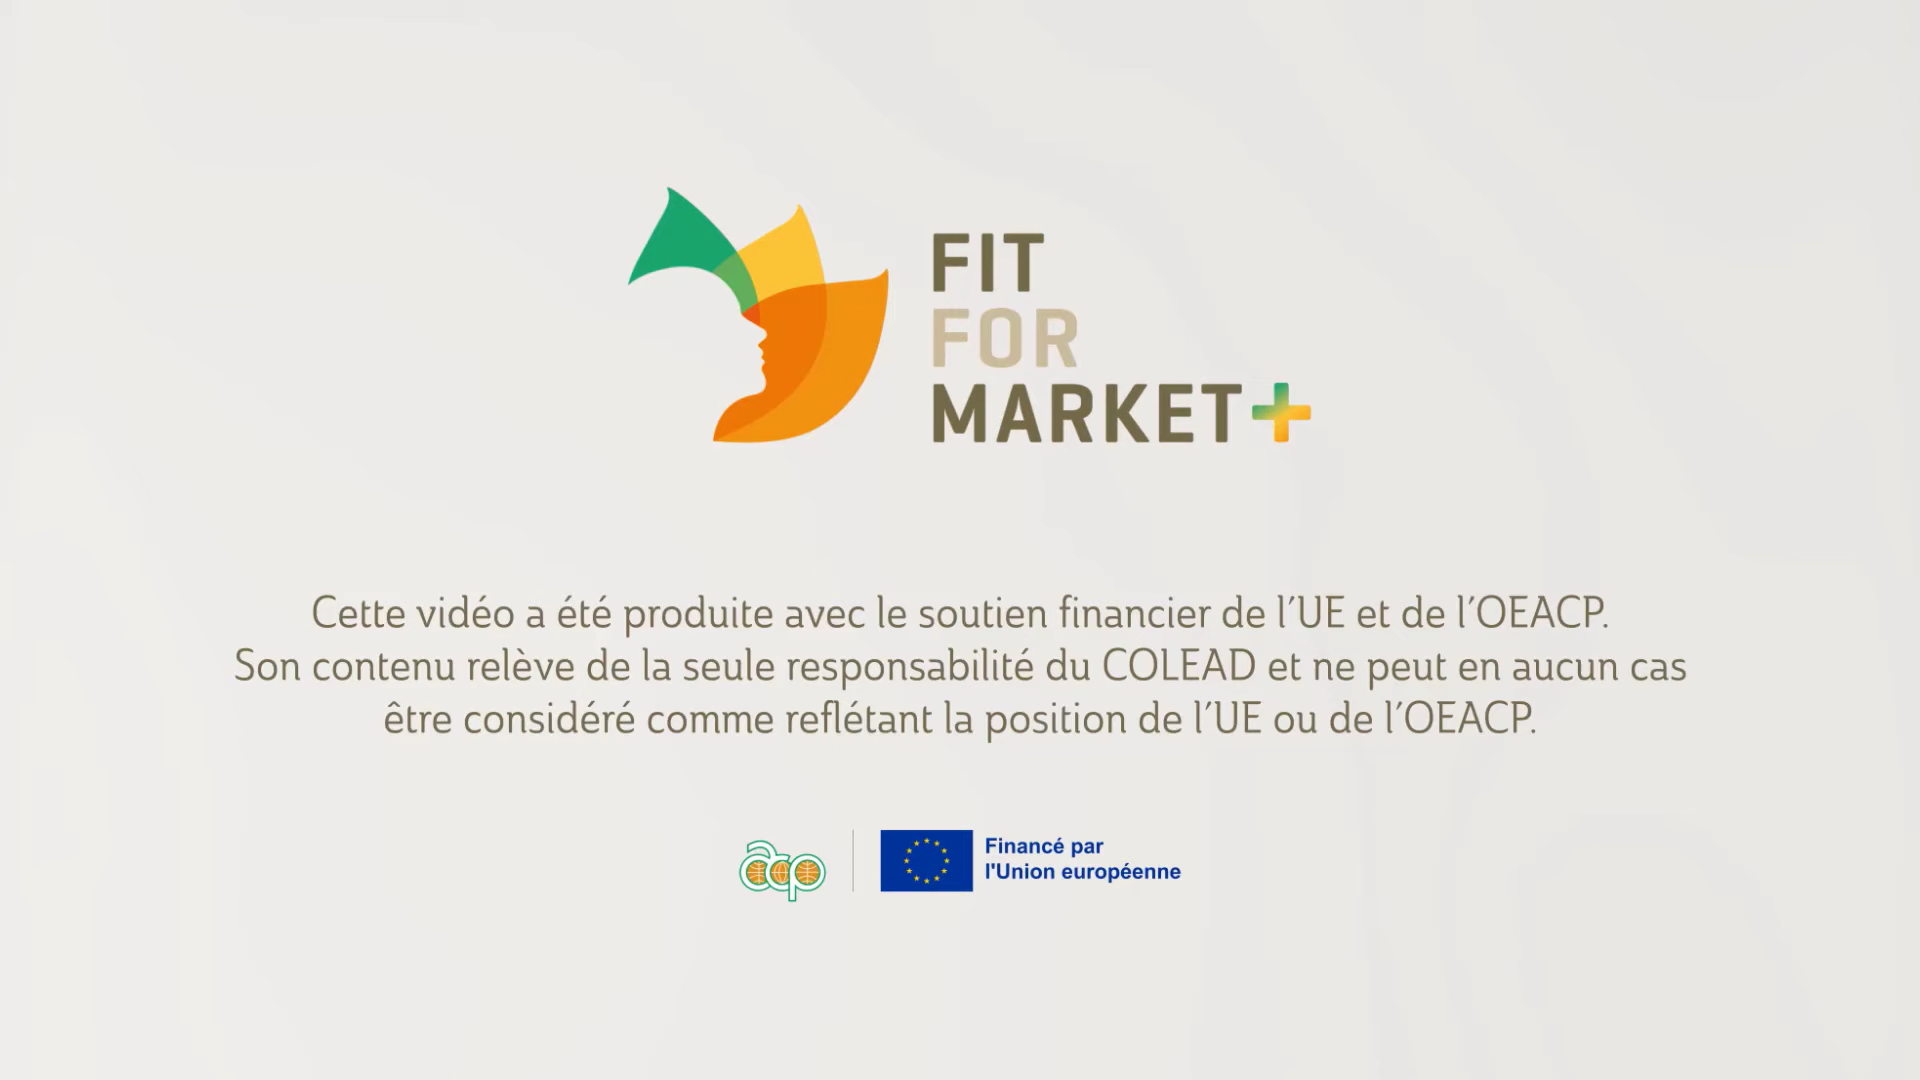 FIT
FOR
MARKET+
Cette vidéo a été produite avec le soutien financier de l'UE et de l'OEACP.
Son contenu relève de la seule responsabilité du COLEAD et ne peut en aucun cas
être considéré comme reflétant la position de l'UE ou de l'OEACP.
acp
Financé par
l'Union européenne